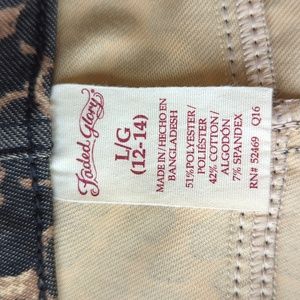 Faded Glory
L/G
(12-14)
MADE IN/HECHO EN
BANGLADESH
51% POLYESTER/
POLIÉSTER
42% COTTON/
ALGODON
7% SPANDEX
RN# 52469 Q16